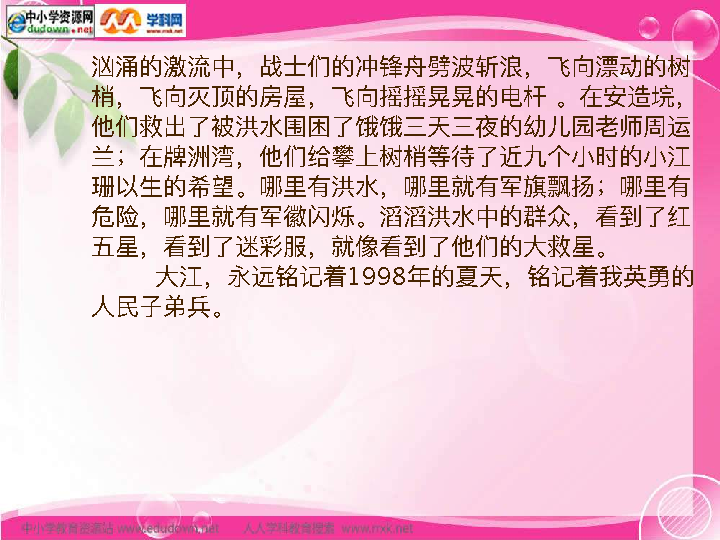 中小学资源网
edudown.net
学科网
www.nxk.net
汹涌的激流中，战士们的冲锋舟劈波斩浪，飞向漂动的树
梢，飞向灭顶的房屋，飞向摇摇晃晃的电杆 。在安造垸，
他们救出了被洪水围困了饿饿三天三夜的幼儿园老师周运
兰；在牌洲湾，他们给攀上树梢等待了近九个小时的小江
珊以生的希望。哪里有洪水，哪里就有军旗飘扬；哪里有
危险，哪里就有军徽闪烁。滔滔洪水中的群众，看到了红
五星，看到了迷彩服，就像看到了他们的大救星。
大江，永远铭记着1998年的夏天，铭记着我英勇的
人民子弟兵。
中小学教育资源站 www.edudown.net 人人学科教育搜索 www.rrxk.net